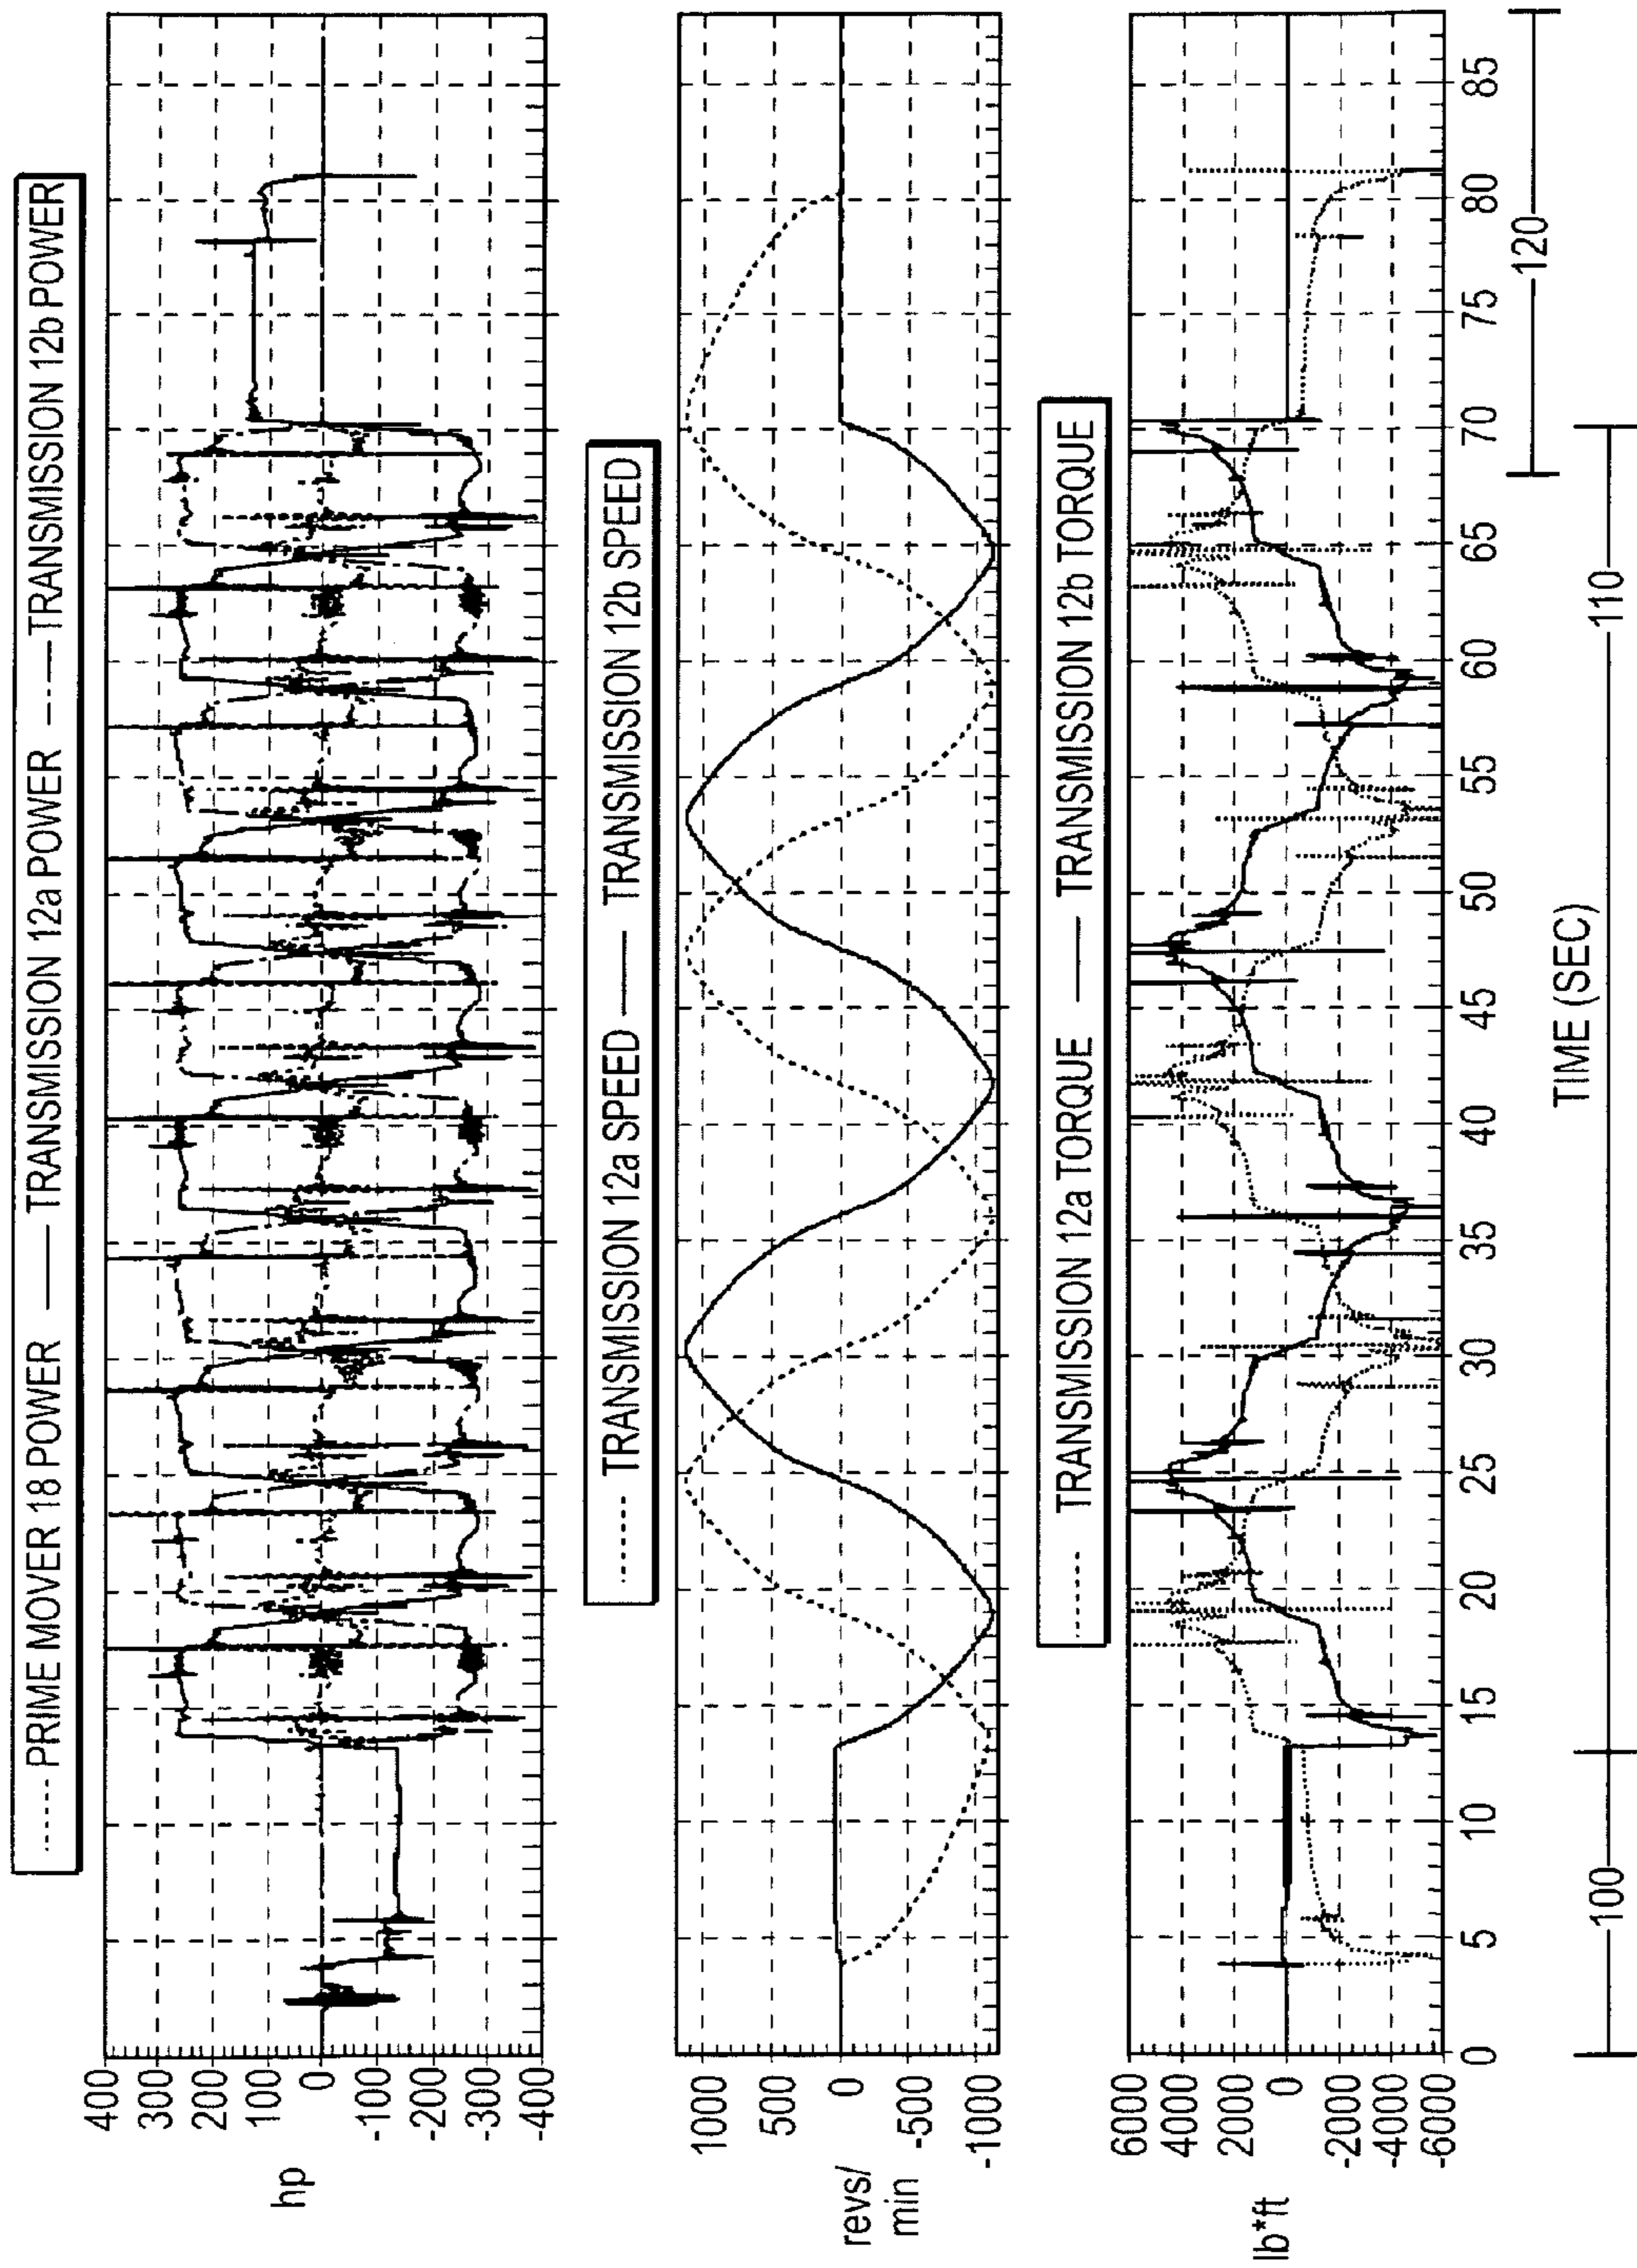 PRIME MOVER 18 POWER TRANSMISSION 12a POWER TRANSMISSION 12b POWER
hp
400
300
200
100
0
-100
-200
-300
-400
TRANSMISSION 12a SPEED TRANSMISSION 12b SPEED
revs/
min
1000
500
0
-500
-1000
TRANSMISSION 12a TORQUE TRANSMISSION 12b TORQUE
lb*ft
6000
4000
2000
0
-2000
-4000
-6000
0 5 10 15 20 25 30 35 40 45 50 55 60 65 70 75 80 85
120
TIME (SEC)
100 110